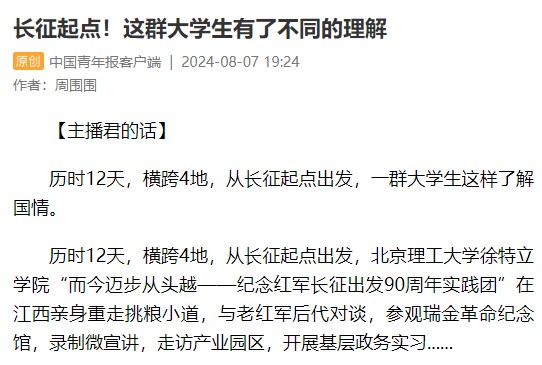 长征起点！这群大学生有了不同的理解
原创 中国青年报客户端 | 2024-08-07 19:24
作者：周围围
【主播君的话】
历时12天，横跨4地，从长征起点出发，一群大学生这样了解
国情。
历时12天，横跨4地，从长征起点出发，北京理工大学徐特立
学院“而今迈步从头越——纪念红军长征出发90周年实践团”在
江西亲身重走挑粮小道，与老红军后代对谈，参观瑞金革命纪念
馆，录制微宣讲，走访产业园区，开展基层政务实习......